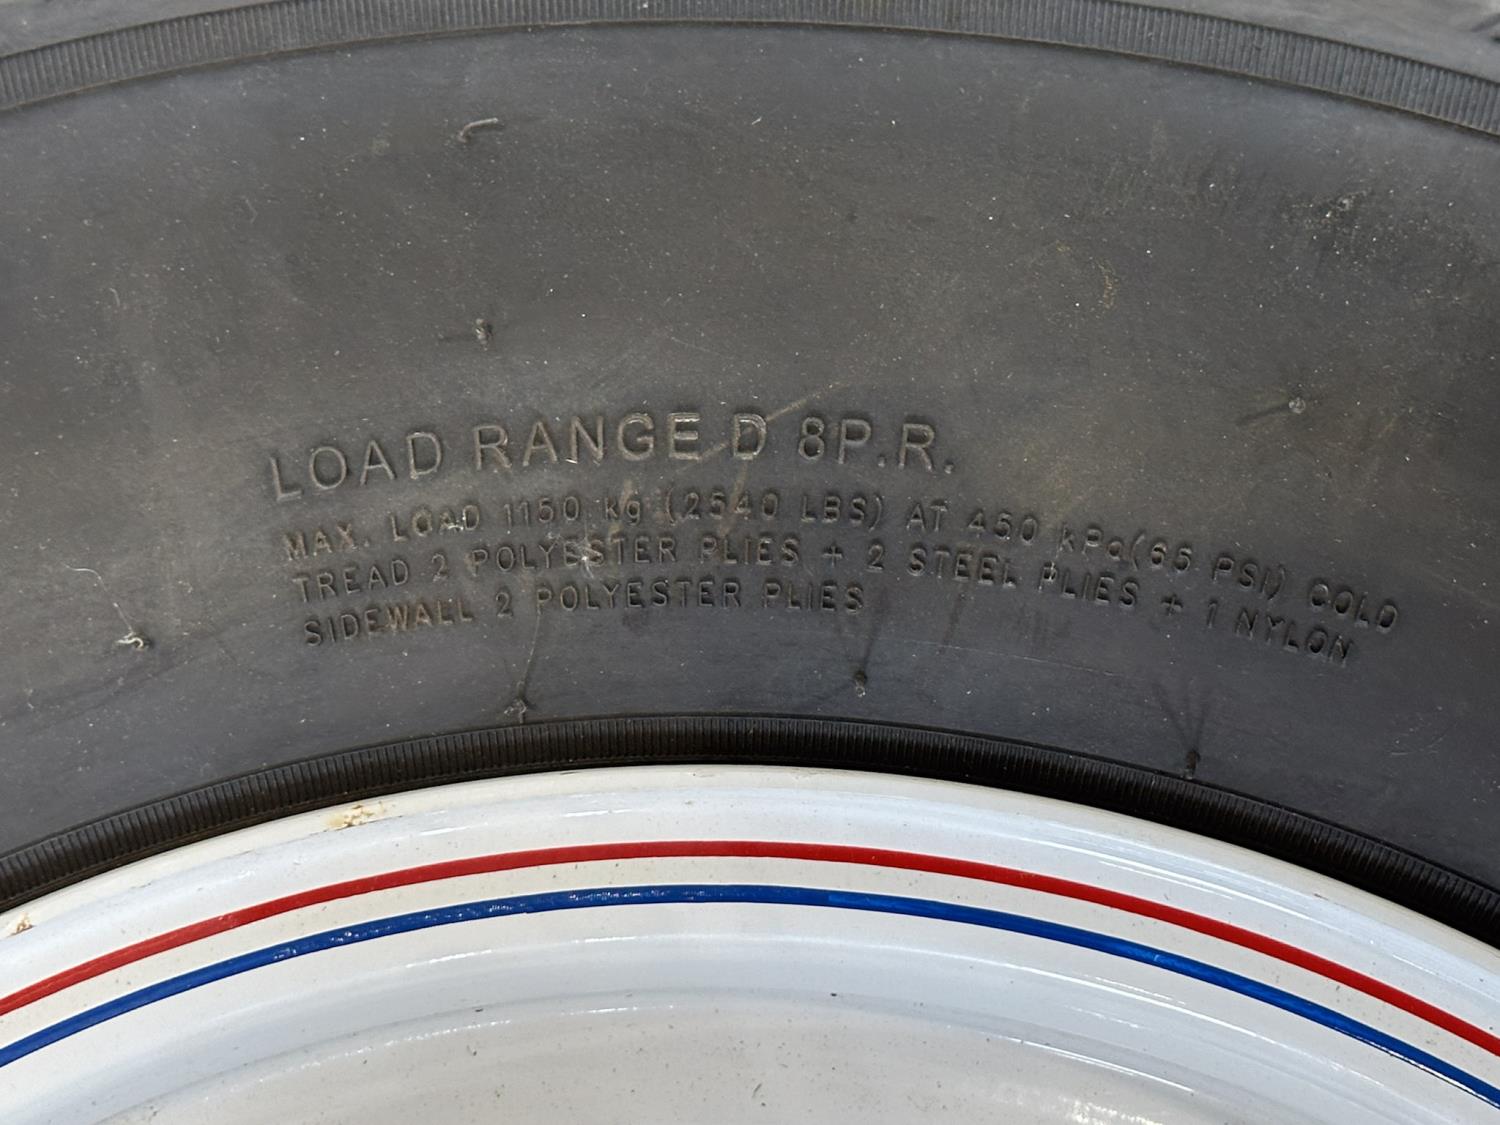 LOAD RANGE D 8P.R.
MAX. LOAD 1150 kg (2540 LBS) AT 450 kPa(65 PSI) COLD
TREAD 2 POLYESTER PLIES + 2 STEEL PLIES + 1 NYLON
SIDEWALL 2 POLYESTER PLIES